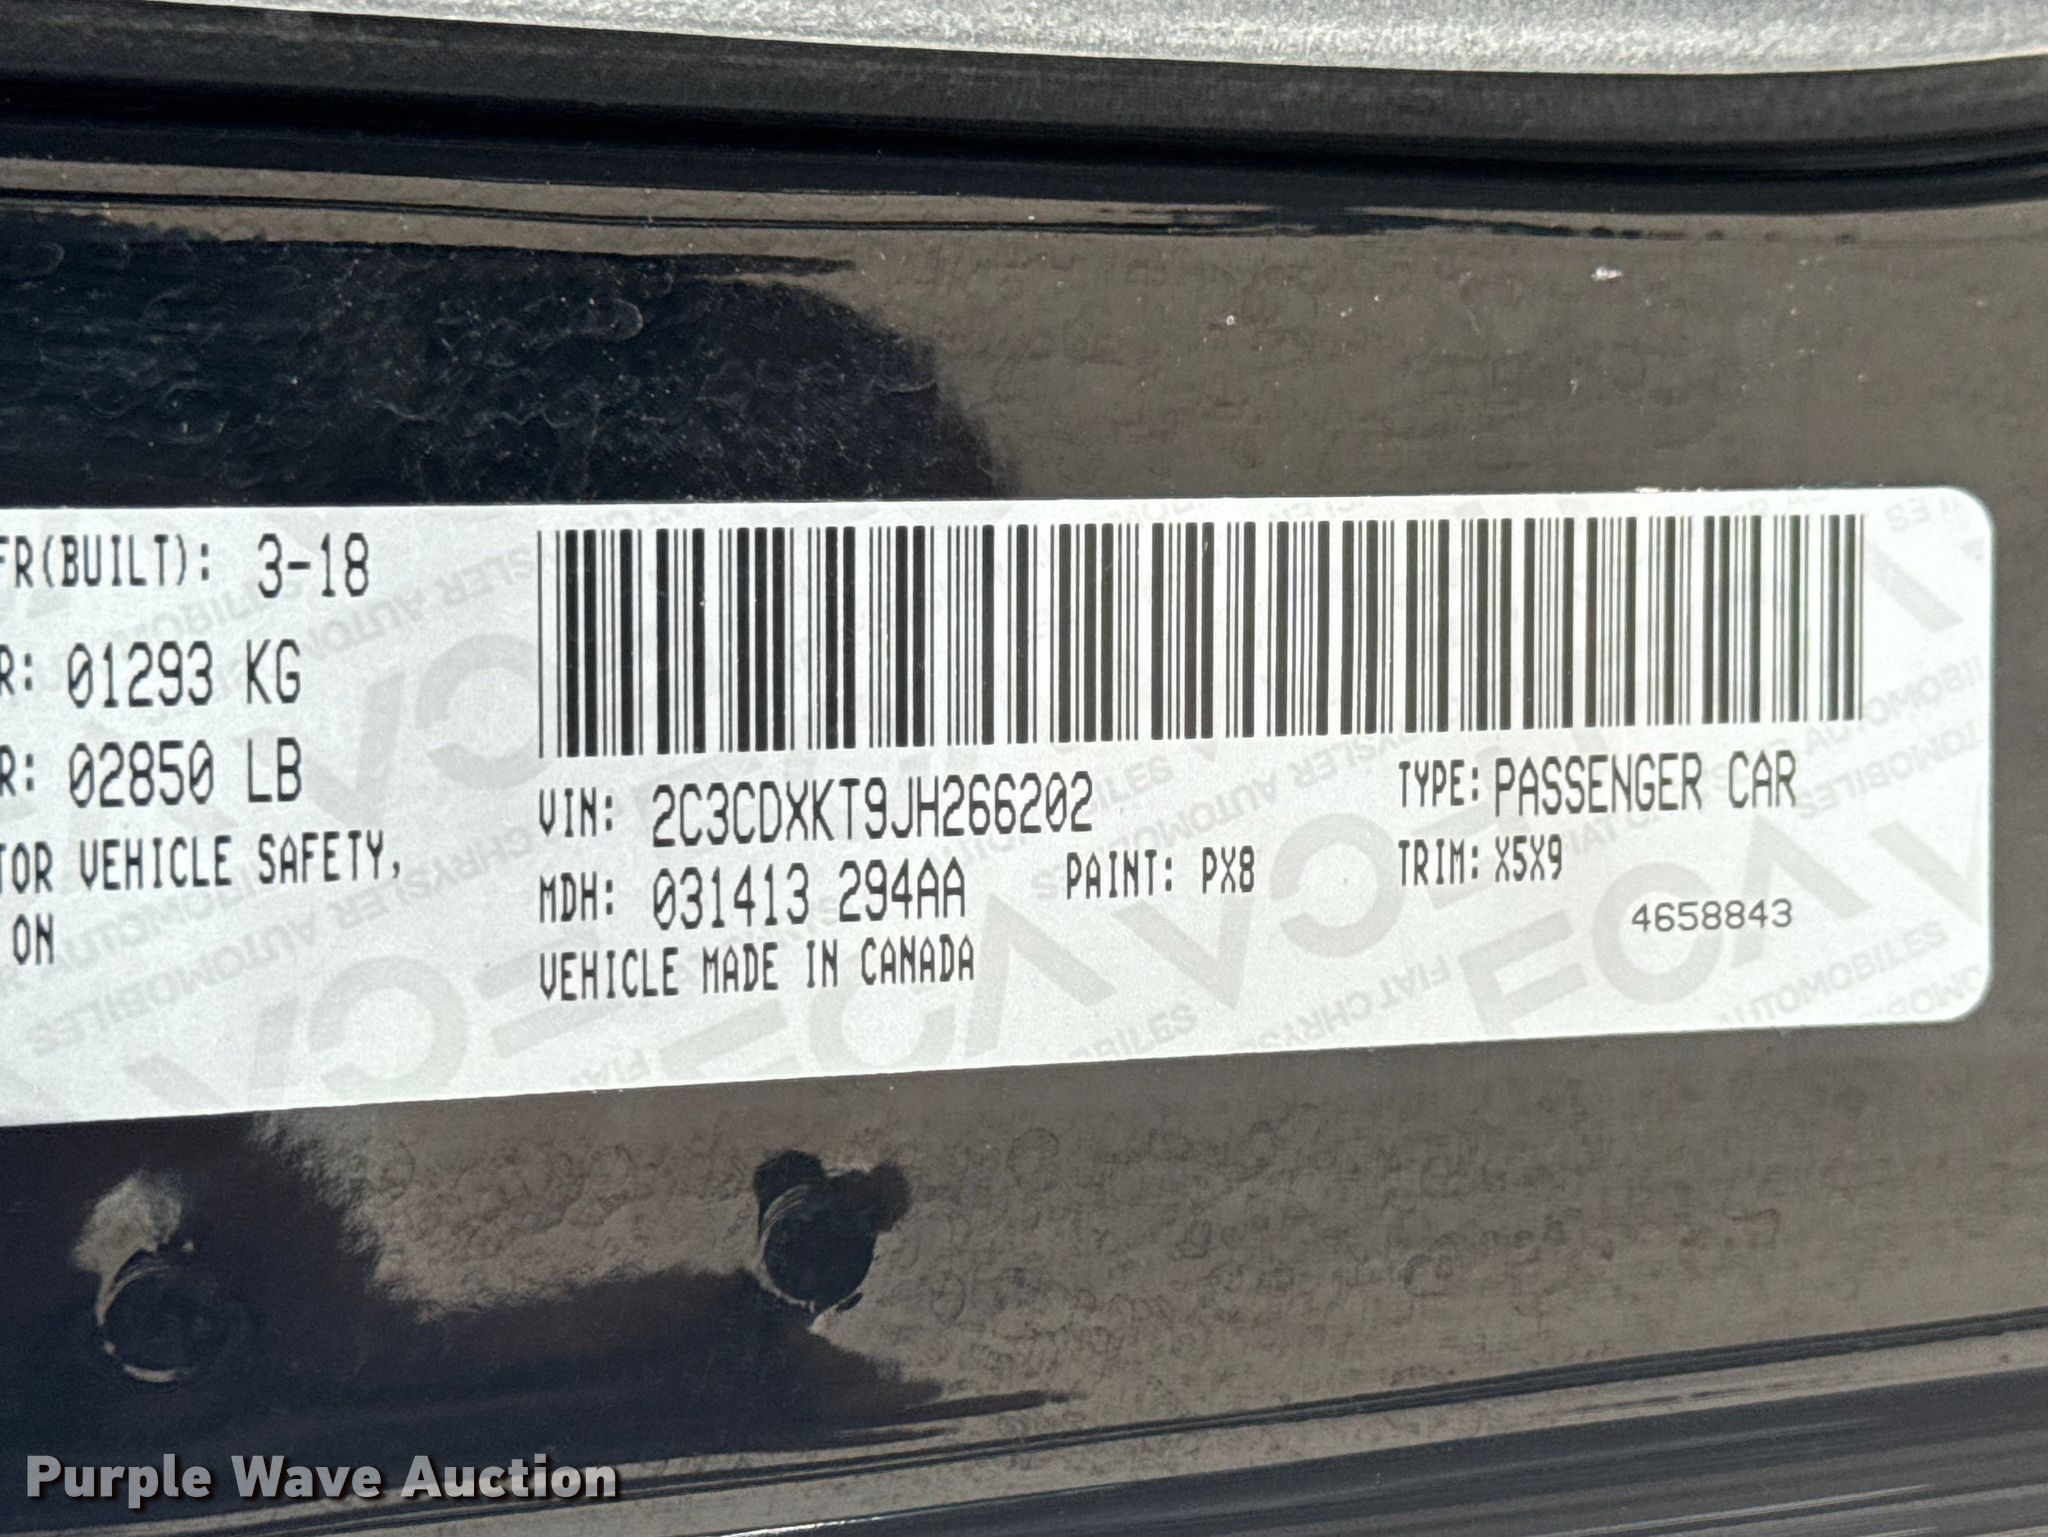 FR(BUILT): 3-18
R: 01293 KG
R: 02850 LB
TOR VEHICLE SAFETY,
ON
VIN: 2C3CDXKT9JH266202
TYPE: PASSENGER CAR
MDH: 031413 294AA
PAINT: PX8
TRIM: X5X9
VEHICLE MADE IN CANADA
4658843
Purple Wave Auction